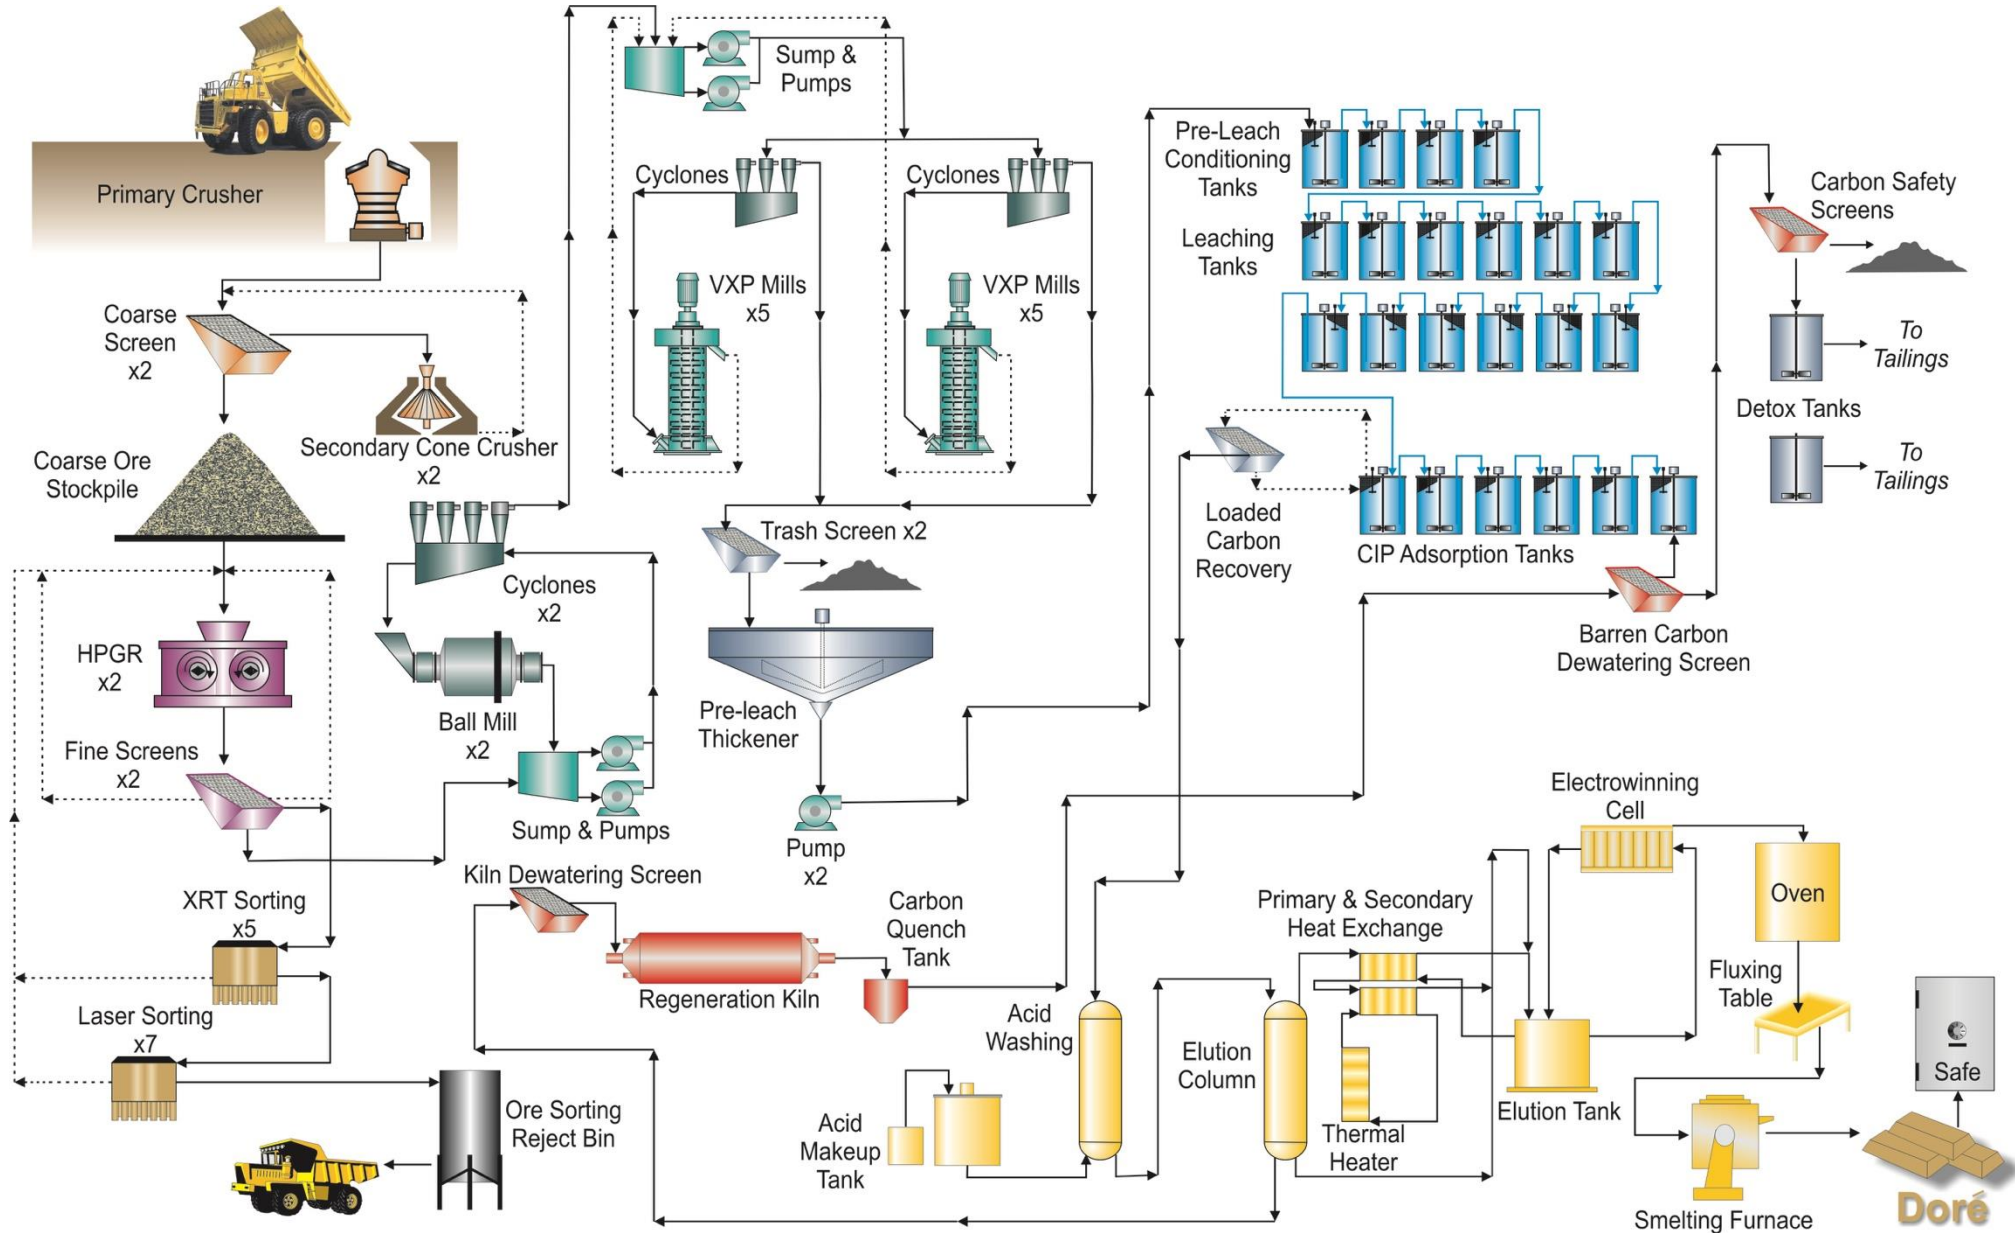 Primary Crusher
Coarse
Screen
x2
Secondary Cone Crusher
x2
Coarse Ore
Stockpile
HPGR
x2
Fine Screens
x2
XRT Sorting
x5
Laser Sorting
x7
Ore Sorting
Reject Bin
Cyclones
x2
Ball Mill
x2
Sump & Pumps
Sump &
Pumps
Cyclones
Cyclones
VXP Mills
x5
VXP Mills
x5
Trash Screen x2
Pre-leach
Thickener
Pump
x2
Pre-Leach
Conditioning
Tanks
Leaching
Tanks
Loaded
Carbon
Recovery
CIP Adsorption Tanks
Barren Carbon
Dewatering Screen
Carbon Safety
Screens
To
Tailings
Detox Tanks
To
Tailings
Kiln Dewatering Screen
Regeneration Kiln
Carbon
Quench
Tank
Acid
Washing
Acid
Makeup
Tank
Elution
Column
Primary & Secondary
Heat Exchange
Thermal
Heater
Elution Tank
Electrowinning
Cell
Oven
Fluxing
Table
Smelting Furnace
Safe
Doré